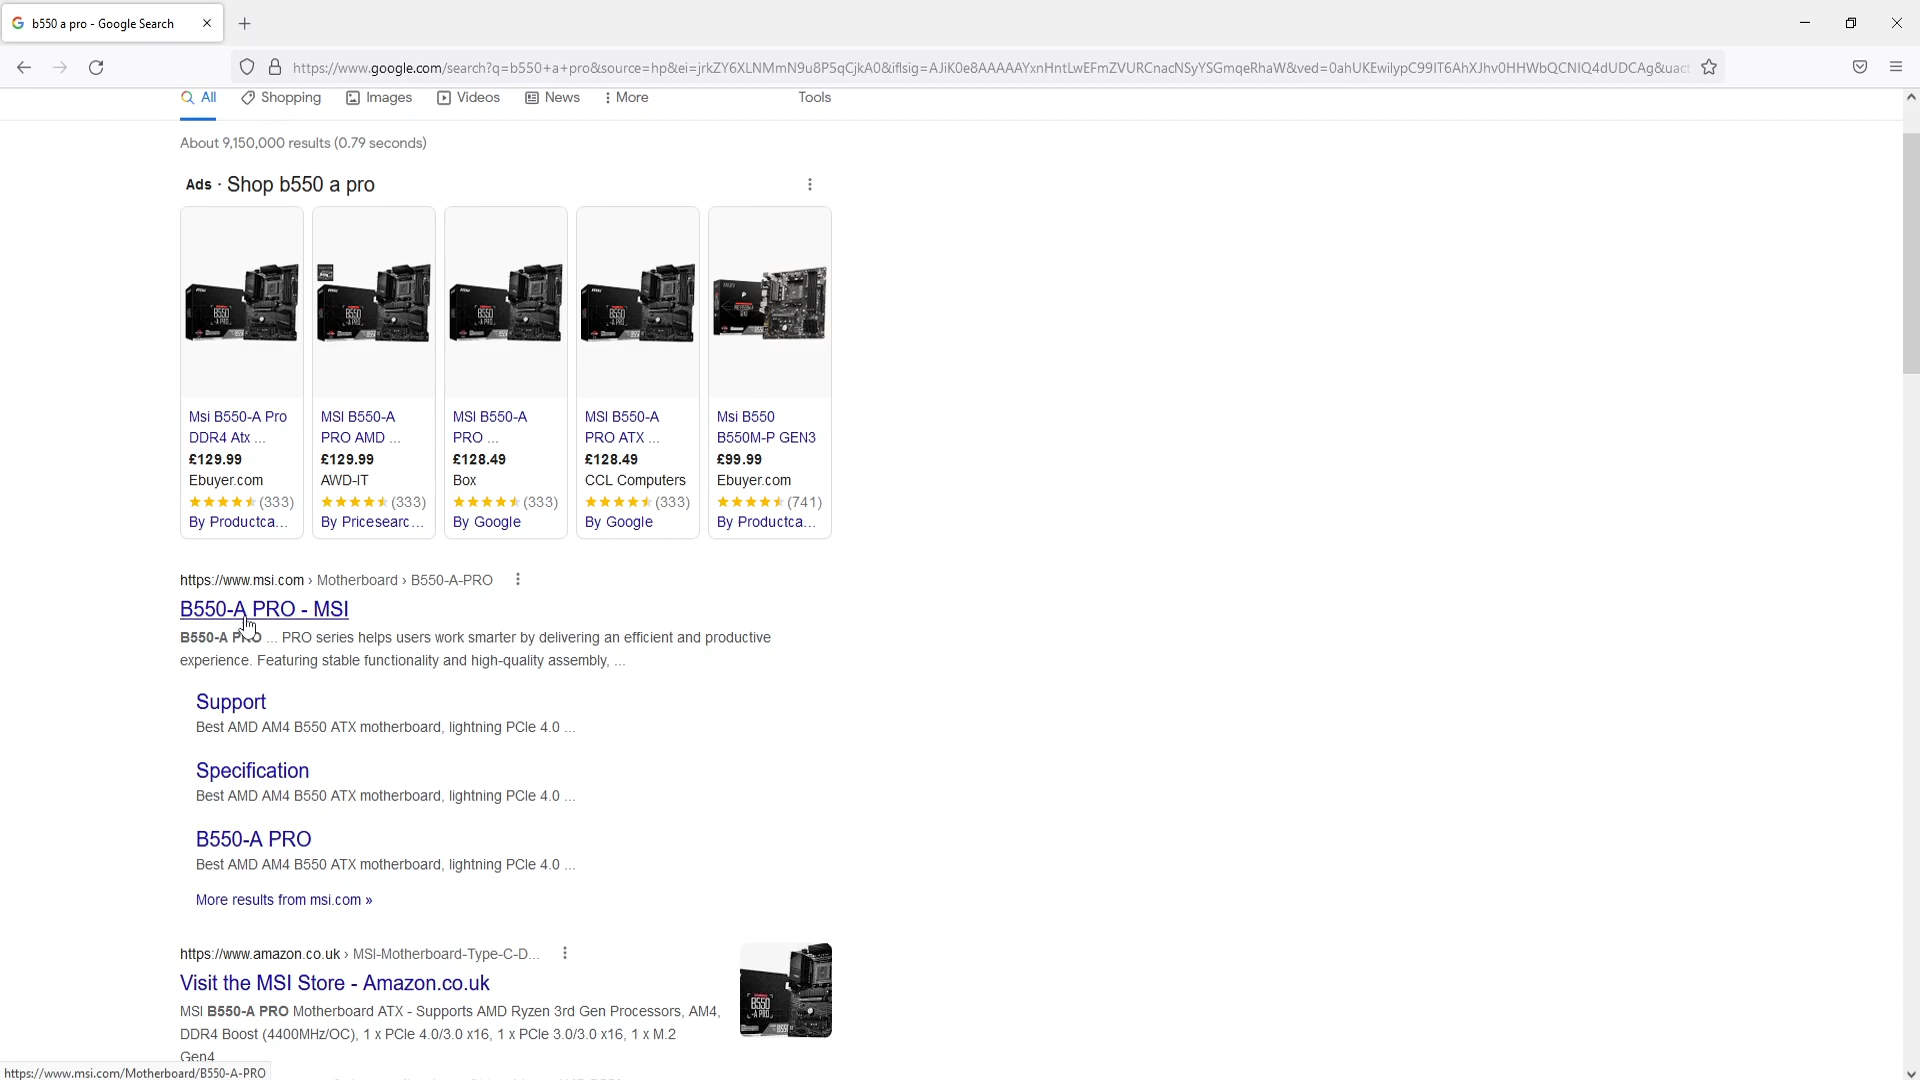 b550 a pro - Google Search
https://www.google.com/search?q=b550+a+pro&source=hp&ei=jrkZY6XLNMmN9u8P5qCjkA0&iflsig=AJiK0e8AAAAAYxnHntLwEFmZVURCnacNSyYSGmqeRhaW&ved=0ahUKEwilypC99IT6AhXJhv0HHWbQCNIQ4dUDCAg&uact
All Shopping Images Videos News More Tools
About 9,150,000 results (0.79 seconds)
Ads · Shop b550 a pro
Msi B550-A Pro
DDR4 Atx ...
£129.99
Ebuyer.com
(333)
By Productca...
MSI B550-A
PRO AMD ...
£129.99
AWD-IT
(333)
By Pricesearc...
MSI B550-A
PRO ...
£128.49
Box
(333)
By Google
MSI B550-A
PRO ATX ...
£128.49
CCL Computers
(333)
By Google
Msi B550
B550M-P GEN3
£99.99
Ebuyer.com
(741)
By Productca...
https://www.msi.com › Motherboard › B550-A-PRO
B550-A PRO - MSI
B550-A PRO ... PRO series helps users work smarter by delivering an efficient and productive
experience. Featuring stable functionality and high-quality assembly, ...
Support
Best AMD AM4 B550 ATX motherboard, lightning PCIe 4.0 ...
Specification
Best AMD AM4 B550 ATX motherboard, lightning PCIe 4.0 ...
B550-A PRO
Best AMD AM4 B550 ATX motherboard, lightning PCIe 4.0 ...
More results from msi.com »
https://www.amazon.co.uk › MSI-Motherboard-Type-C-D...
Visit the MSI Store - Amazon.co.uk
MSI B550-A PRO Motherboard ATX - Supports AMD Ryzen 3rd Gen Processors, AM4,
DDR4 Boost (4400MHz/OC), 1 x PCIe 4.0/3.0 x16, 1 x PCIe 3.0/3.0 x16, 1 x M.2
Gen4
https://www.msi.com/Motherboard/B550-A-PRO